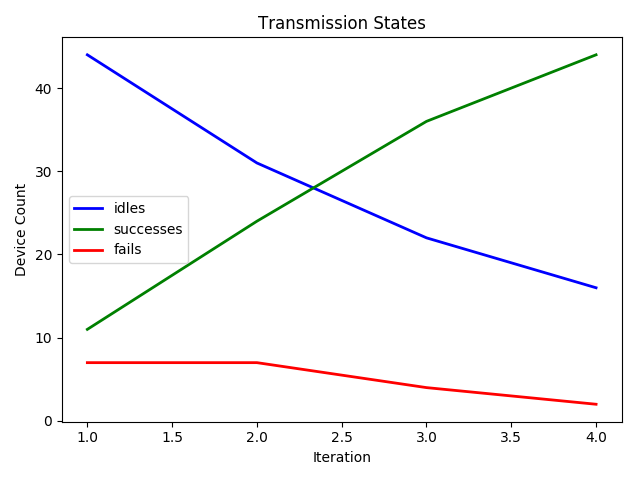 Transmission States
Device Count
40
30
20
10
0
idles
successes
fails
1.0 1.5 2.0 2.5 3.0 3.5 4.0
Iteration